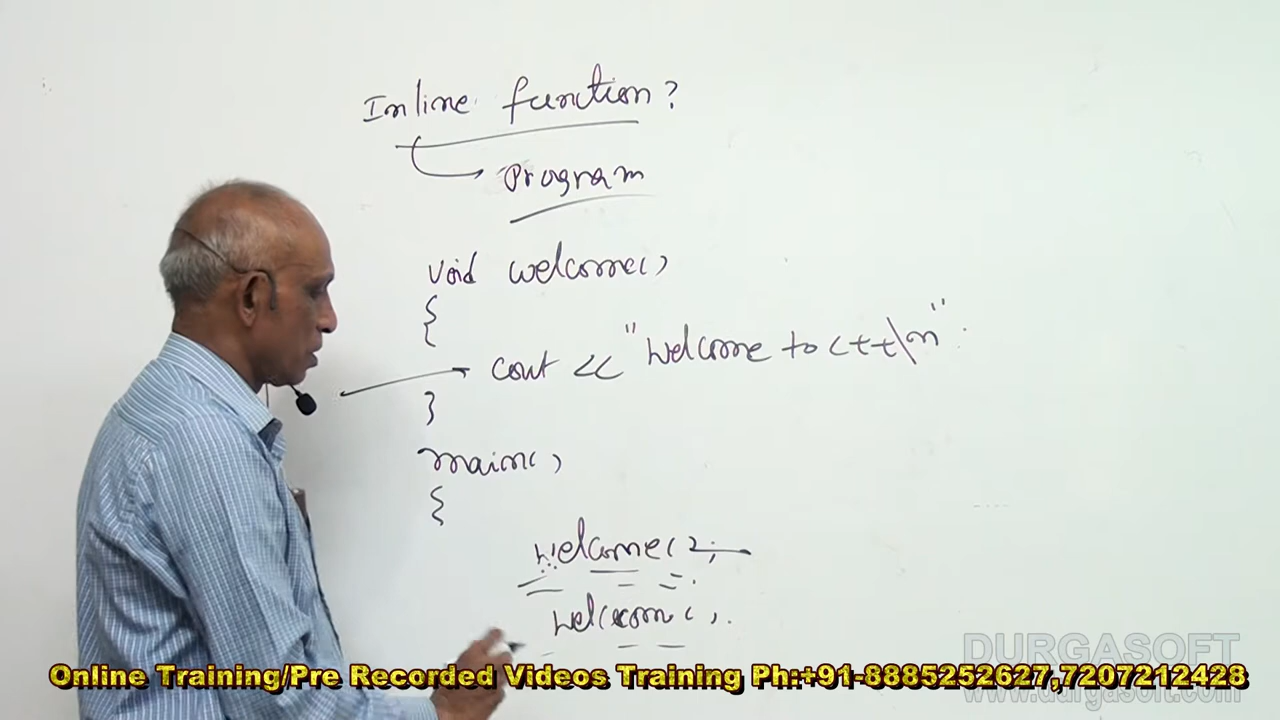 Inline function?
Program
void welcome()
{
cout << "Welcome to C++\n"
}
main()
{
Welcome();
Welcome().
DURGASOFT
www.durgasoft.com
Online Training/Pre Recorded Videos Training Ph:+91-8885252627,7207212428